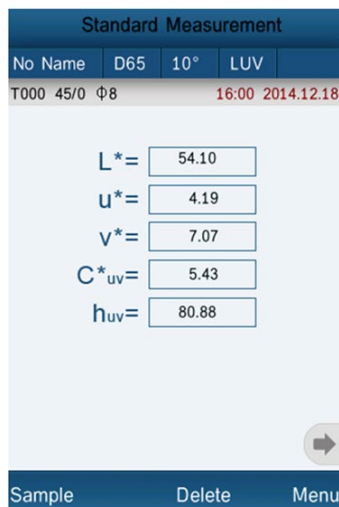 Standard Measurement
No Name D65 10° LUV
T000 45/0 Φ8 16:00 2014.12.18
L*= 54.10
u*= 4.19
v*= 7.07
C*uv= 5.43
huv= 80.88
Sample Delete Menu